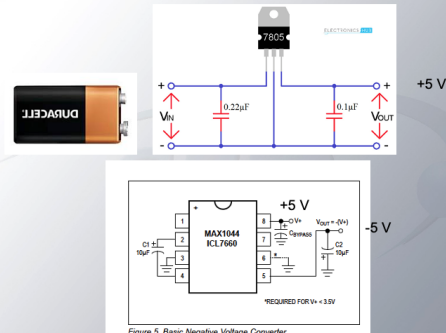 7805
ELECTRONICS HUB
+ +
+5 V
0.22µF 0.1µF
VIN VOUT
- -
DURACELL
+5 V
1 8 V+ VOUT = -(V+)
-5 V
MAX1044
ICL7660
CBYPASS
C1
10µF
2 7
C2
10µF
3 6 *
4 5
*REQUIRED FOR V+ < 3.5V
Figure 5. Basic Negative Voltage Converter